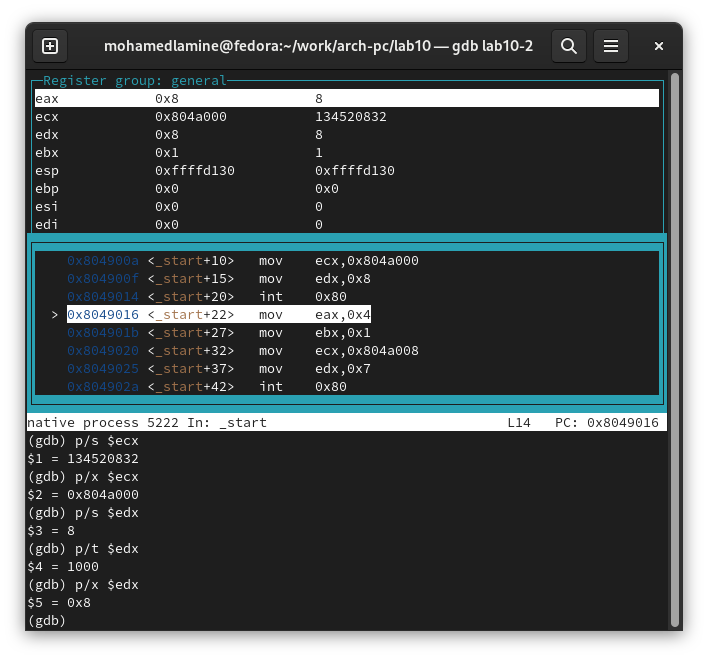 mohamedlamine@fedora:~/work/arch-pc/lab10 — gdb lab10-2
Register group: general
eax 0x8 8
ecx 0x804a000 134520832
edx 0x8 8
ebx 0x1 1
esp 0xffffd130 0xffffd130
ebp 0x0 0x0
esi 0x0 0
edi 0x0 0
0x804900a <_start+10> mov ecx,0x804a000
0x804900f <_start+15> mov edx,0x8
0x8049014 <_start+20> int 0x80
> 0x8049016 <_start+22> mov eax,0x4
0x804901b <_start+27> mov ebx,0x1
0x8049020 <_start+32> mov ecx,0x804a008
0x8049025 <_start+37> mov edx,0x7
0x804902a <_start+42> int 0x80
native process 5222 In: _start L14 PC: 0x8049016
(gdb) p/s $ecx
$1 = 134520832
(gdb) p/x $ecx
$2 = 0x804a000
(gdb) p/s $edx
$3 = 8
(gdb) p/t $edx
$4 = 1000
(gdb) p/x $edx
$5 = 0x8
(gdb)